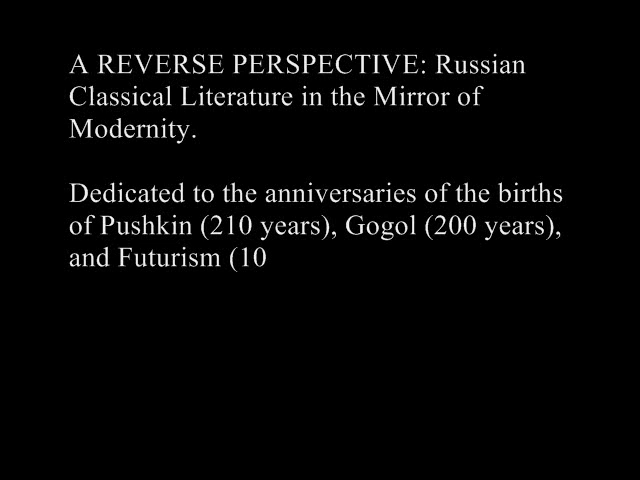 A REVERSE PERSPECTIVE: Russian
Classical Literature in the Mirror of
Modernity.
Dedicated to the anniversaries of the births
of Pushkin (210 years), Gogol (200 years),
and Futurism (10